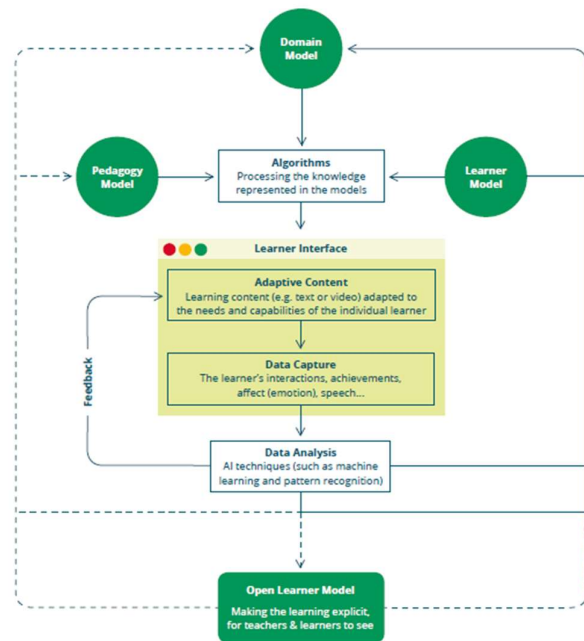 Domain
Model
Pedagogy
Model
Algorithms
Processing the knowledge
represented in the models
Learner
Model
Learner Interface
Adaptive Content
Learning content (e.g. text or video) adapted to
the needs and capabilities of the individual learner
Data Capture
The learner's interactions, achievements,
affect (emotion), speech...
Feedback
Data Analysis
AI techniques (such as machine
learning and pattern recognition)
Open Learner Model
Making the learning explicit,
for teachers & learners to see